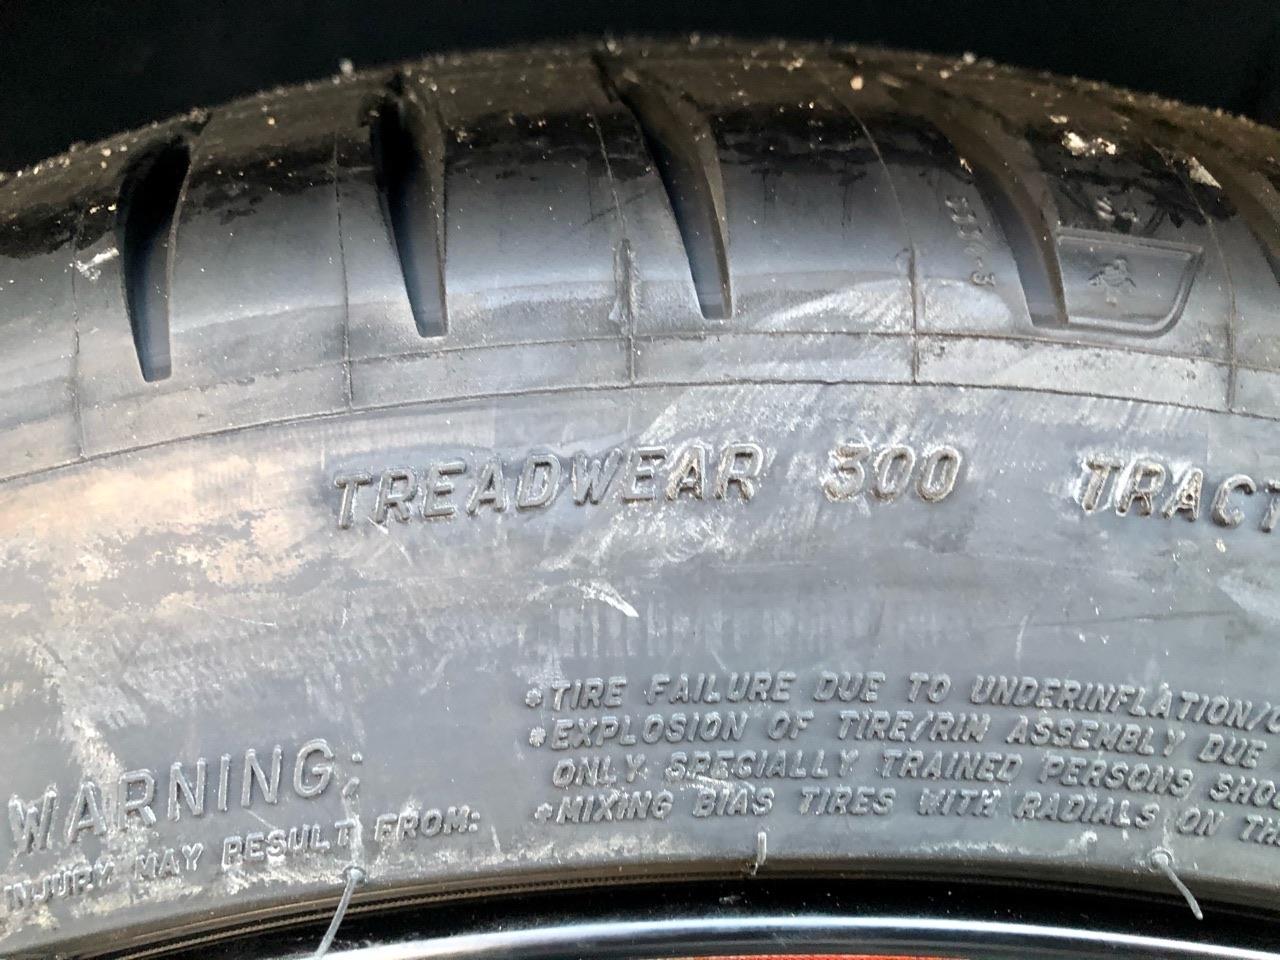 TREADWEAR 300 TRACT
WARNING:
INJURY MAY RESULT FROM:
*TIRE FAILURE DUE TO UNDERINFLATION/
*EXPLOSION OF TIRE/RIM ASSEMBLY DUE
ONLY SPECIALLY TRAINED PERSONS SHO
*MIXING BIAS TIRES WITH RADIALS ON TH